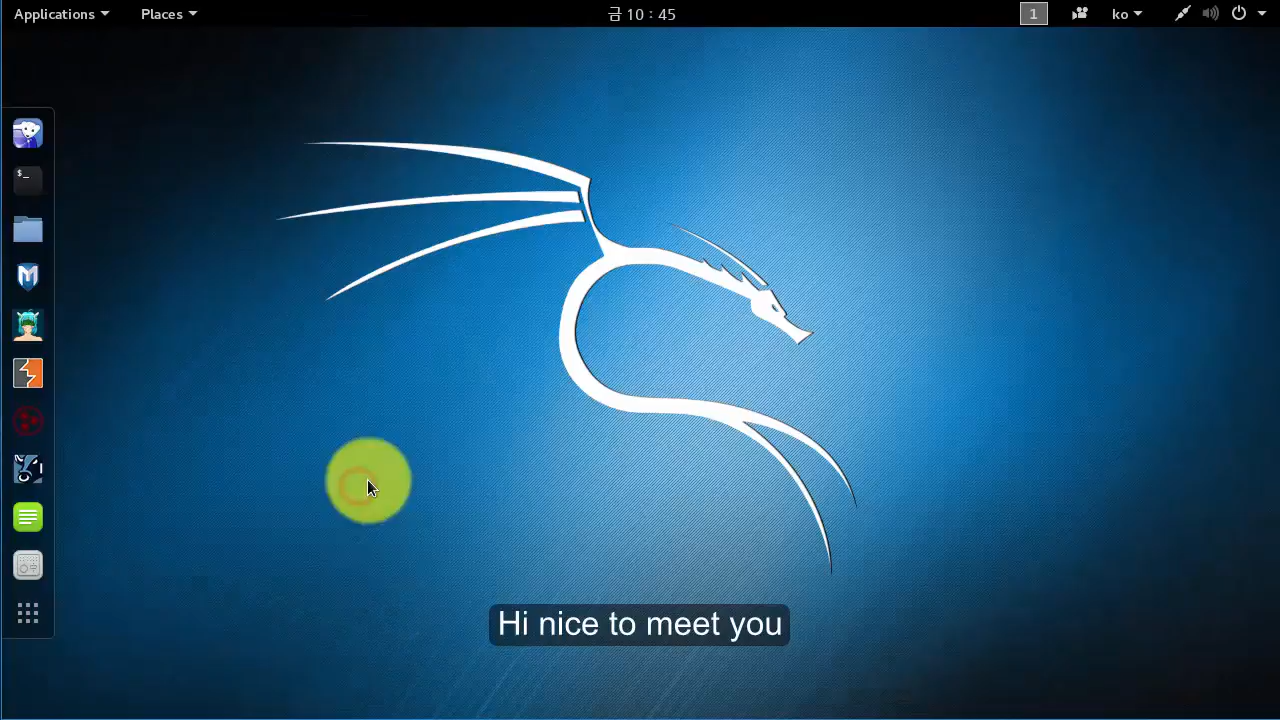 Applications
Places
금 10 : 45
1
ko
$_
M
Hi nice to meet you